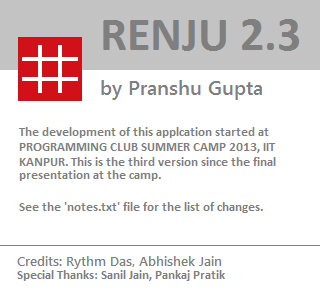 RENJU 2.3
by Pranshu Gupta
The development of this applcation started at
PROGRAMMING CLUB SUMMER CAMP 2013, IIT
KANPUR. This is the third version since the final
presentation at the camp.
See the 'notes.txt' file for the list of changes.
Credits: Rythm Das, Abhishek Jain
Special Thanks: Sanil Jain, Pankaj Pratik